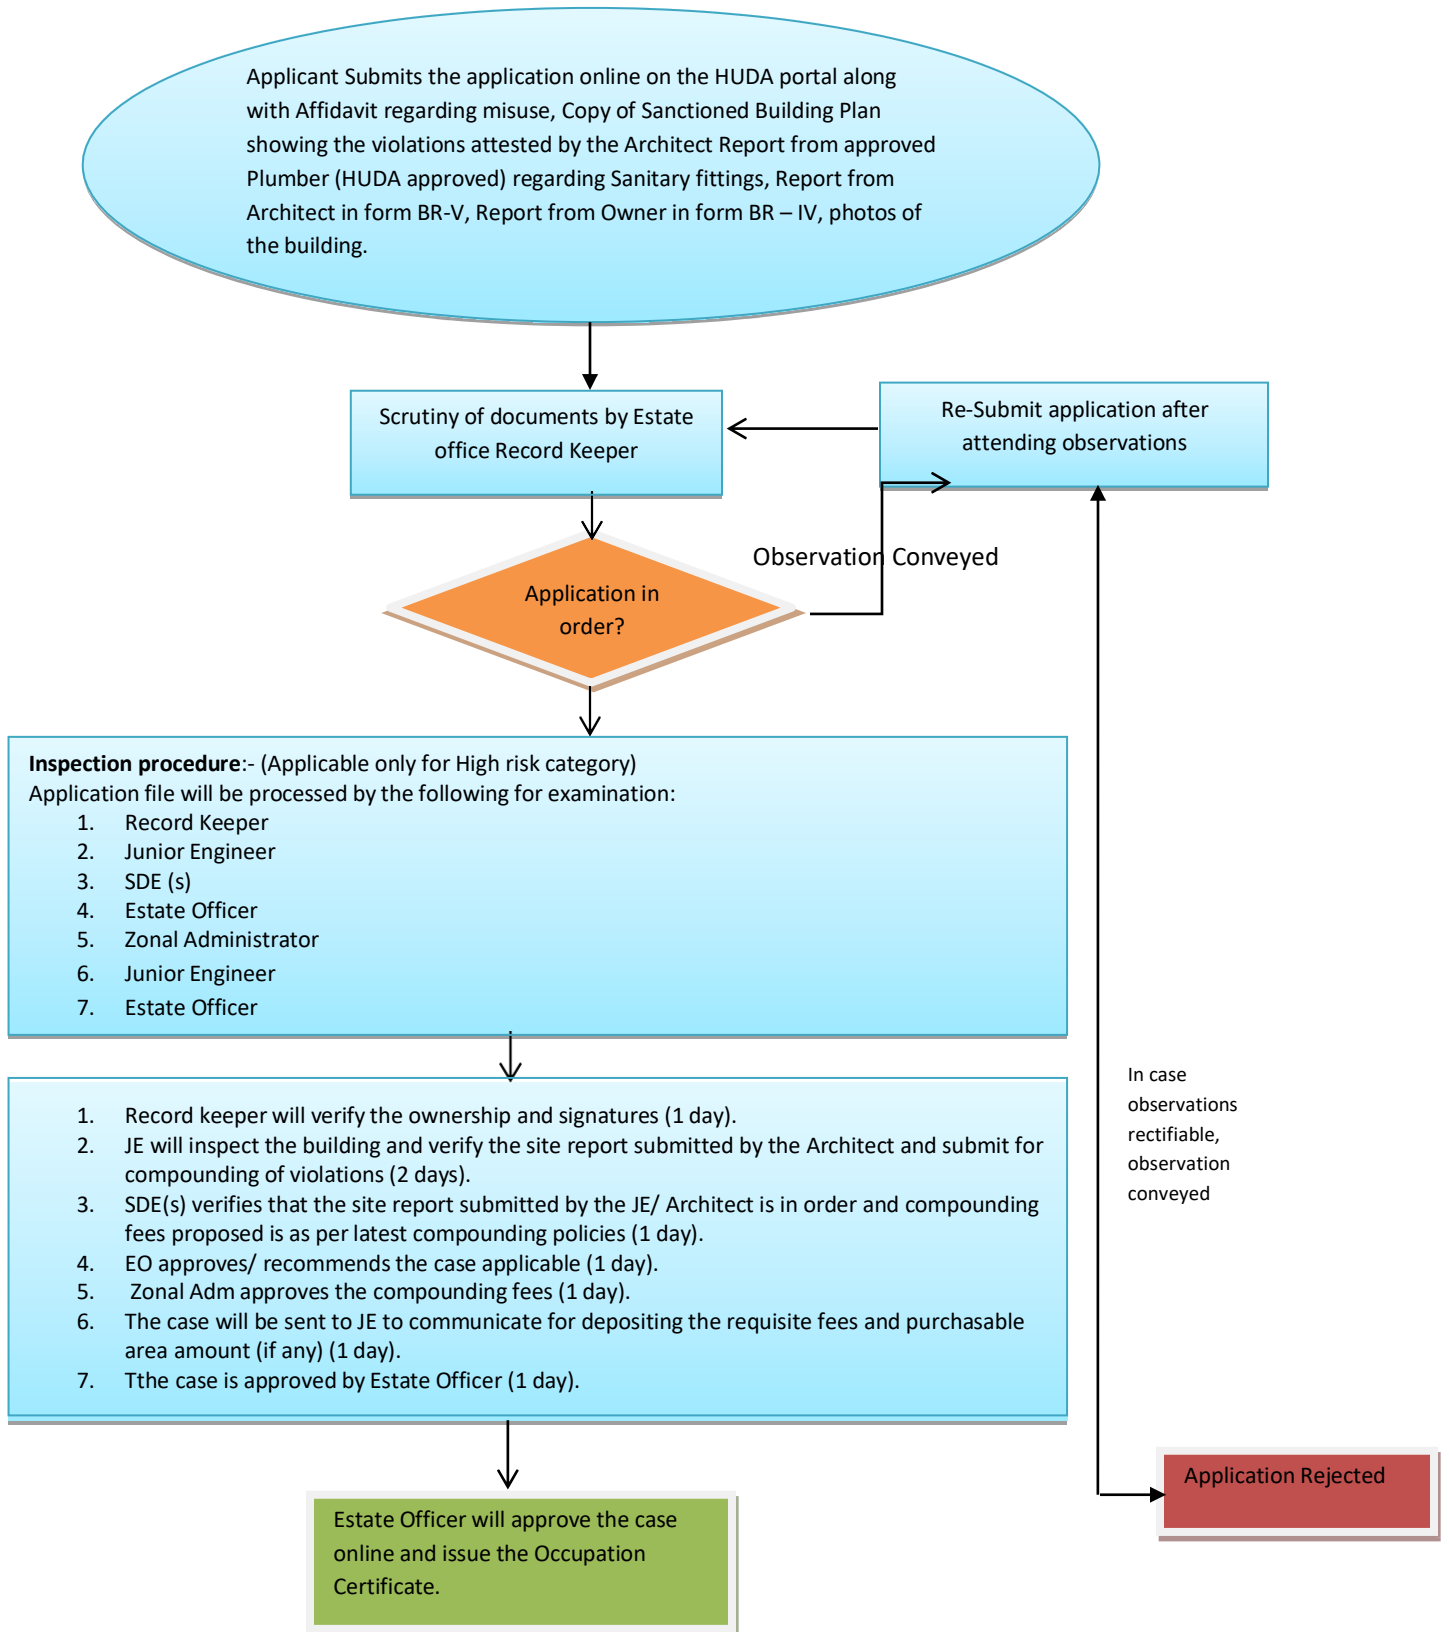 Applicant Submits the application online on the HUDA portal along
with Affidavit regarding misuse, Copy of Sanctioned Building Plan
showing the violations attested by the Architect Report from approved
Plumber (HUDA approved) regarding Sanitary fittings, Report from
Architect in form BR-V, Report from Owner in form BR – IV, photos of
the building.
Scrutiny of documents by Estate
office Record Keeper
Re-Submit application after
attending observations
Observation Conveyed
Application in
order?
Inspection procedure:- (Applicable only for High risk category)
Application file will be processed by the following for examination:
1. Record Keeper
2. Junior Engineer
3. SDE (s)
4. Estate Officer
5. Zonal Administrator
6. Junior Engineer
7. Estate Officer
1. Record keeper will verify the ownership and signatures (1 day).
2. JE will inspect the building and verify the site report submitted by the Architect and submit for
compounding of violations (2 days).
3. SDE(s) verifies that the site report submitted by the JE/ Architect is in order and compounding
fees proposed is as per latest compounding policies (1 day).
4. EO approves/ recommends the case applicable (1 day).
5. Zonal Adm approves the compounding fees (1 day).
6. The case will be sent to JE to communicate for depositing the requisite fees and purchasable
area amount (if any) (1 day).
7. Tthe case is approved by Estate Officer (1 day).
In case
observations
rectifiable,
observation
conveyed
Application Rejected
Estate Officer will approve the case
online and issue the Occupation
Certificate.